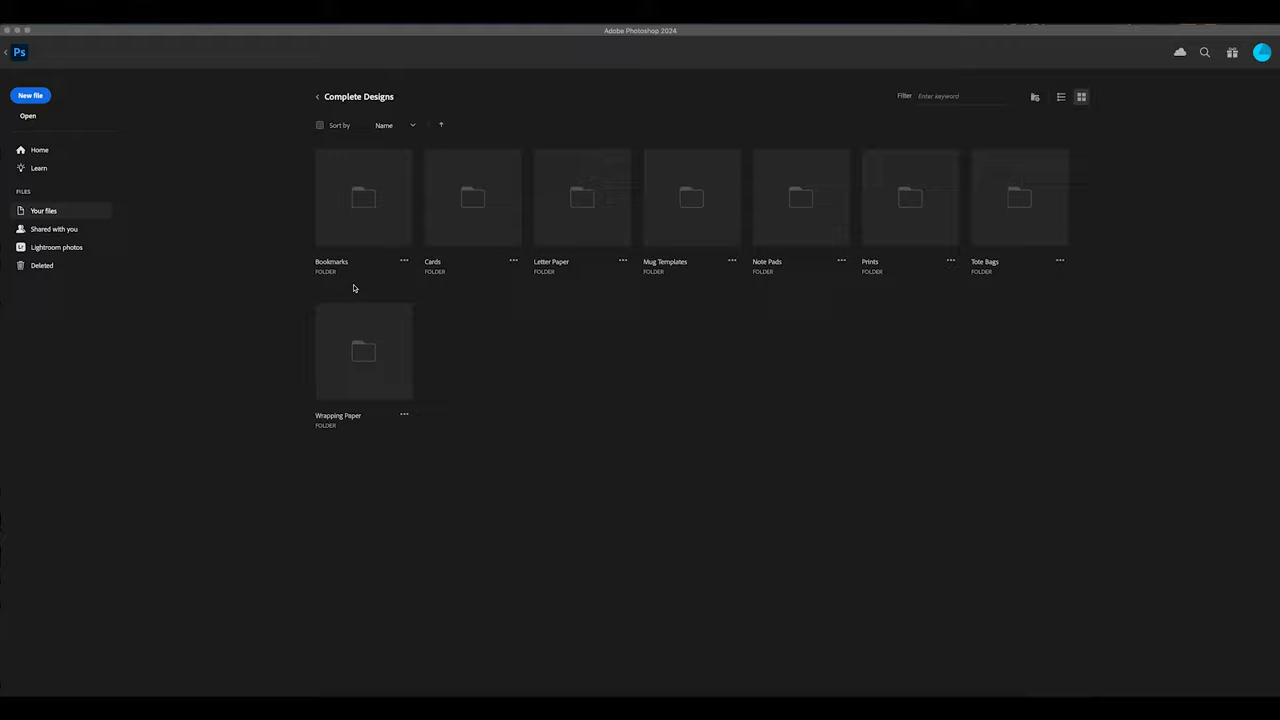 Adobe Photoshop 2024
Ps
New file
Complete Designs
Filter Enter keyword
Open
Sort by Name
Home
Learn
FILES
Your files
Shared with you
Lightroom photos
Deleted
Bookmarks
FOLDER
Cards
FOLDER
Letter Paper
FOLDER
Mug Templates
FOLDER
Note Pads
FOLDER
Prints
FOLDER
Tote Bags
FOLDER
Wrapping Paper
FOLDER